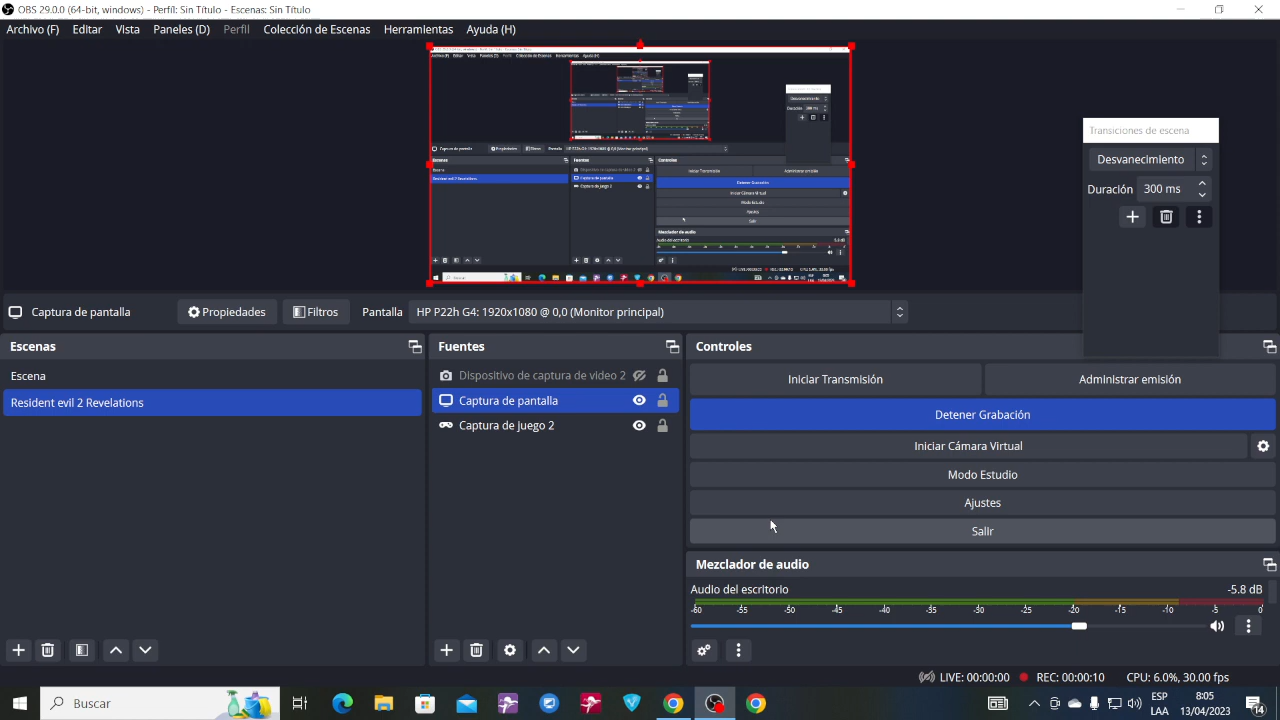 OBS 29.0.0 (64-bit, windows) - Perfil: Sin Título - Escenas: Sin Título
Archivo (F) Editar Vista Paneles (D) Perfil Colección de Escenas Herramientas Ayuda (H)
Transiciones de escena
Desvanecimiento
Duración 300 ms
Captura de pantalla Propiedades Filtros Pantalla HP P22h G4: 1920x1080 @ 0,0 (Monitor principal)
Escenas Fuentes Controles
Escena
Resident evil 2 Revelations
Dispositivo de captura de video 2
Captura de pantalla
Captura de juego 2
Iniciar Transmisión Administrar emisión
Detener Grabación
Iniciar Cámara Virtual
Modo Estudio
Ajustes
Salir
Mezclador de audio
Audio del escritorio -5.8 dB
-60 -55 -50 -45 -40 -35 -30 -25 -20 -15 -10 -5 0
LIVE: 00:00:00 REC: 00:00:10 CPU: 6.0%, 30.00 fps
Buscar
ESP 8:05
LAA 13/04/2023
14